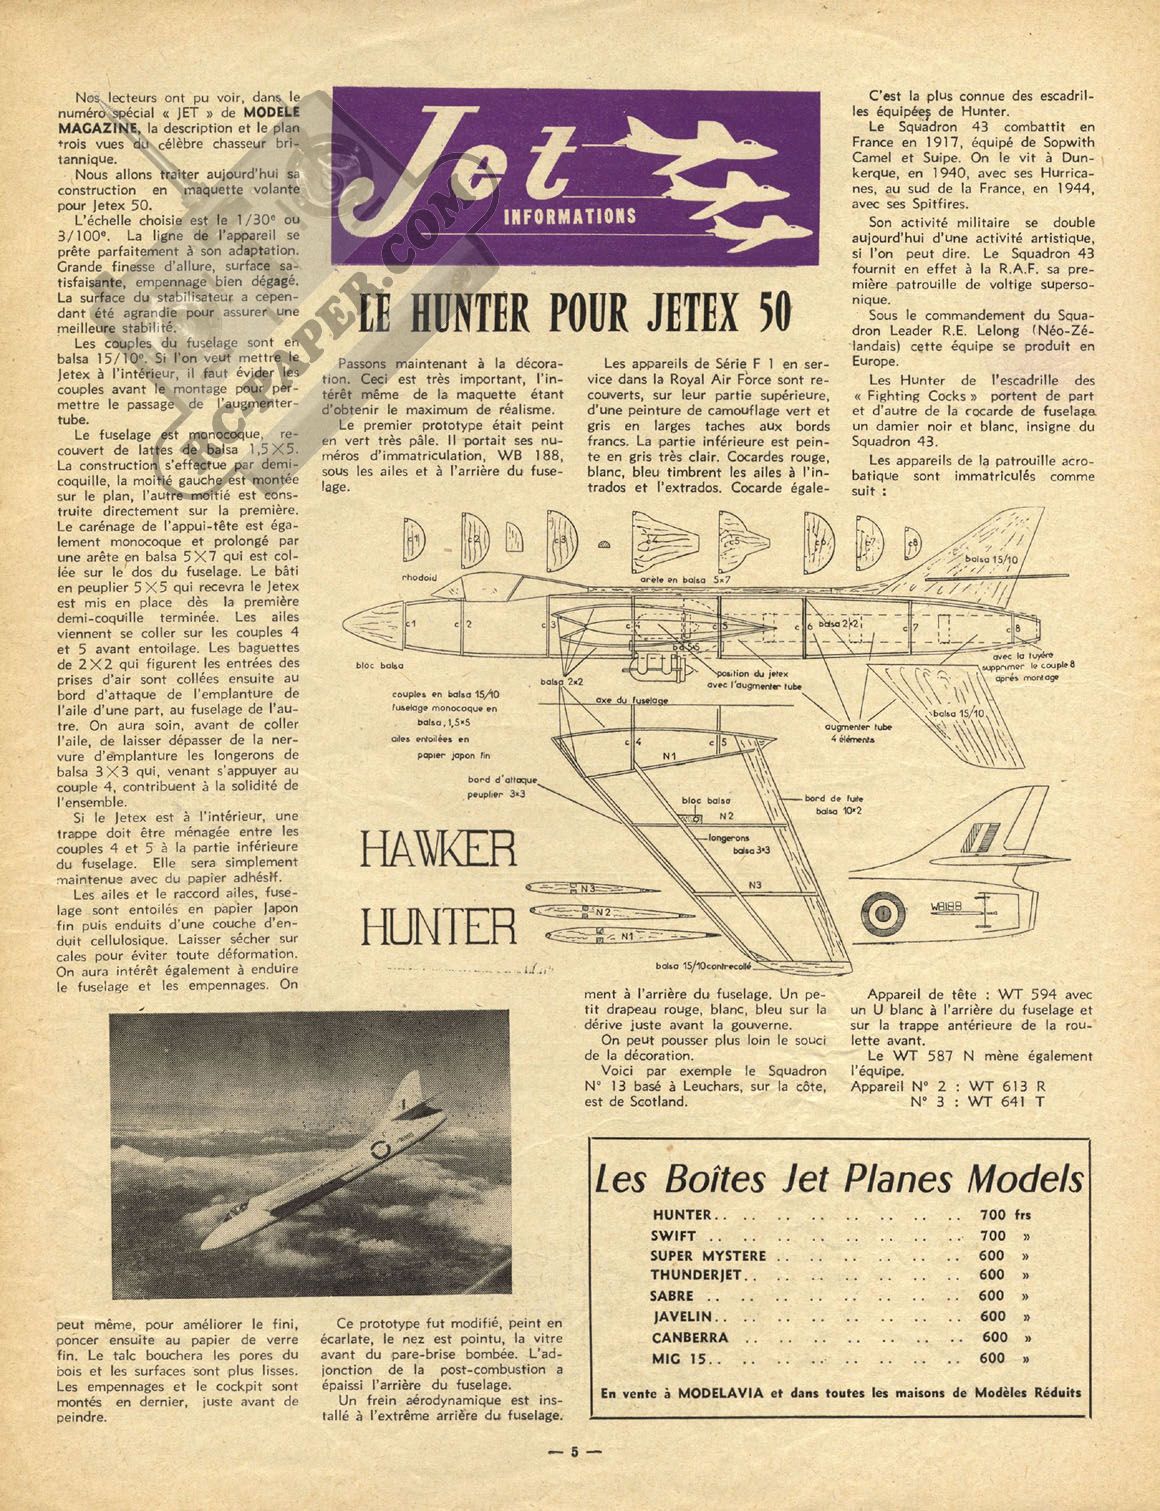 Jet
INFORMATIONS
LE HUNTER POUR JETEX 50
Nos lecteurs ont pu voir, dans le
numéro spécial « JET » de MODELE
MAGAZINE, la description et le plan
trois vues du célèbre chasseur bri-
tannique.
Nous allons traiter aujourd'hui sa
construction en maquette volante
pour Jetex 50.
L'échelle choisie est le 1/30e ou
3/100e. La ligne de l'appareil se
prête parfaitement à son adaptation.
Grande finesse d'allure, surface sa-
tisfaisante, empennage bien dégagé.
La surface du stabilisateur a cepen-
dant été agrandie pour assurer une
meilleure stabilité.
Les couples du fuselage sont en
balsa 15/10e. Si l'on veut mettre le
Jetex à l'intérieur, il faut évider les
couples avant le montage pour per-
mettre le passage de l'augmenter-
tube.
Le fuselage est monocoque, re-
couvert de lattes de balsa 1,5×5.
La construction s'effectue par demi-
coquille, la moitié gauche est montée
sur le plan, l'autre moitié est cons-
truite directement sur la première.
Le carénage de l'appui-tête est éga-
lement monocoque et prolongé par
une arête en balsa 5×7 qui est col-
lée sur le dos du fuselage. Le bâti
en peuplier 5×5 qui recevra le Jetex
est mis en place dès la première
demi-coquille terminée. Les ailes
viennent se coller sur les couples 4
et 5 avant entoilage. Les baguettes
de 2×2 qui figurent les entrées des
prises d'air sont collées ensuite au
bord d'attaque de l'emplanture de
l'aile d'une part, au fuselage de l'au-
tre. On aura soin, avant de coller
l'aile, de laisser dépasser de la ner-
vure d'emplanture les longerons de
balsa 3×3 qui, venant s'appuyer au
couple 4, contribuent à la solidité de
l'ensemble.
Si le Jetex est à l'intérieur, une
trappe doit être ménagée entre les
couples 4 et 5 à la partie inférieure
du fuselage. Elle sera simplement
maintenue avec du papier adhésif.
Les ailes et le raccord ailes, fuse-
lage sont entoilés en papier Japon
fin puis enduits d'une couche d'en-
duit cellulosique. Laisser sécher sur
cales pour éviter toute déformation.
On aura intérêt également à enduire
le fuselage et les empennages. On
peut même, pour améliorer le fini,
poncer ensuite au papier de verre
fin. Le talc bouchera les pores du
bois et les surfaces sont plus lisses.
Les empennages et le cockpit sont
montés en dernier, juste avant de
peindre.
Passons maintenant à la décora-
tion. Ceci est très important, l'in-
térêt même de la maquette étant
d'obtenir le maximum de réalisme.
Le premier prototype était peint
en vert très pâle. Il portait ses nu-
méros d'immatriculation, WB 188,
sous les ailes et à l'arrière du fuse-
lage.
Ce prototype fut modifié, peint en
écarlate, le nez est pointu, la vitre
avant du pare-brise bombée. L'ad-
jonction de la post-combustion a
épaissi l'arrière du fuselage.
Un frein aérodynamique est ins-
tallé à l'extrême arrière du fuselage.
Les appareils de Série F 1 en ser-
vice dans la Royal Air Force sont re-
couverts, sur leur partie supérieure,
d'une peinture de camouflage vert et
gris en larges taches aux bords
francs. La partie inférieure est pein-
te en gris très clair. Cocardes rouge,
blanc, bleu timbrent les ailes à l'in-
trados et l'extrados. Cocarde égale-
ment à l'arrière du fuselage. Un pe-
tit drapeau rouge, blanc, bleu sur la
dérive juste avant la gouverne.
On peut pousser plus loin le souci
de la décoration.
Voici par exemple le Squadron
N° 13 basé à Leuchars, sur la côte,
est de Scotland.
C'est la plus connue des escadril-
les équipées de Hunter.
Le Squadron 43 combattit en
France en 1917, équipé de Sopwith
Camel et Suipe. On le vit à Dun-
kerque, en 1940, avec ses Hurrica-
nes, au sud de la France, en 1944,
avec ses Spitfires.
Son activité militaire se double
aujourd'hui d'une activité artistique,
si l'on peut dire. Le Squadron 43
fournit en effet à la R.A.F. sa pre-
mière patrouille de voltige superso-
nique.
Sous le commandement du Squa-
dron Leader R.E. Lelong (Néo-Zé-
landais) cette équipe se produit en
Europe.
Les Hunter de l'escadrille des
« Fighting Cocks » portent de part
et d'autre de la cocarde de fuselage
un damier noir et blanc, insigne du
Squadron 43.
Les appareils de la patrouille acro-
batique sont immatriculés comme
suit :
Appareil de tête : WT 594 avec
un U blanc à l'arrière du fuselage et
sur la trappe antérieure de la rou-
lette avant.
Le WT 587 N mène également
l'équipe.
Appareil N° 2 : WT 613 R
N° 3 : WT 641 T
c1
c2
c3
c4
c5
c6
c7
c8
rhodoid
arète en balsa 5×7
balsa 15/10
c1
c2
c3
c4
c5
c6
balsa 2×2
c7
c8
bloc balsa
balsa 2×2
b. 5×5
position du jetex
avec l'augmenter tube
avec la tuyère
supprimer le couple 8
aprés montage
couples en balsa 15/10
fuselage monocoque en
balsa, 1,5×5
ailes entoilées en
papier japon fin
axe du fuselage
augmenter tube
4 éléments
balsa 15/10
c4
c5
N1
bord d'attaque
peuplier 3×3
bloc balsa
N2
bord de fuite
balsa 10×2
longerons
balsa 3×3
N3
HAWKER
HUNTER
N3
N2
N1
balsa 15/10 contrecollé
WB188
Les Boîtes Jet Planes Models
HUNTER.. .. .. .. .. .. .. .. 700 frs
SWIFT .. .. .. .. .. .. .. .. 700 »
SUPER MYSTERE .. .. .. .. .. .. 600 »
THUNDERJET.. .. .. .. .. .. .. 600 »
SABRE .. .. .. .. .. .. .. .. 600 »
JAVELIN.. .. .. .. .. .. .. .. 600 »
CANBERRA .. .. .. .. .. .. .. 600 »
MIG 15.. .. .. .. .. .. .. .. 600 »
En vente à MODELAVIA et dans toutes les maisons de Modèles Réduits
— 5 —
RCPAPER.COM